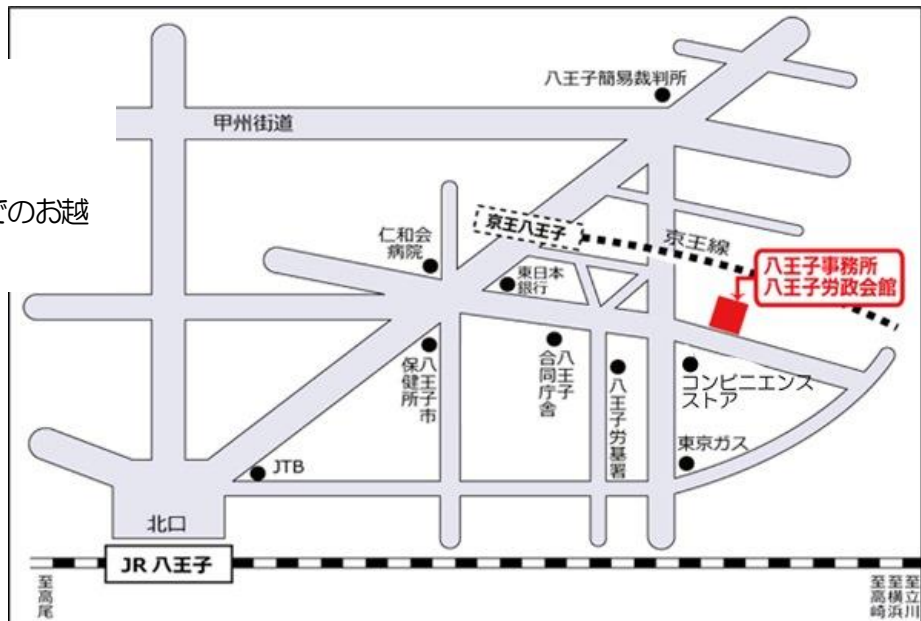 八王子簡易裁判所
甲州街道
でのお越
京王八王子
京王線
仁和会
病院
東日本
銀行
八王子事務所
八王子労政会館
八王子市
保健所
八王子
合同庁舎
八王子労基署
コンビニエンス
ストア
東京ガス
JTB
北口
JR 八王子
至高尾
至立川
至横浜
至高崎